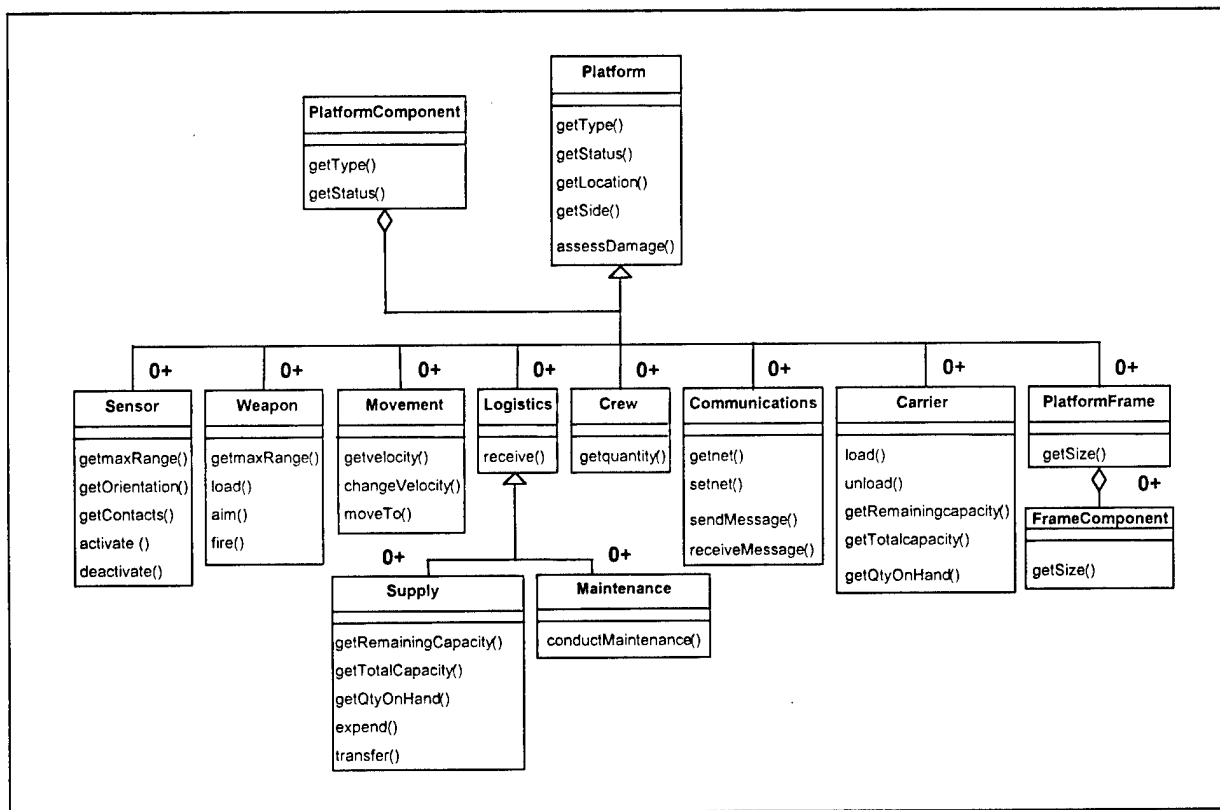 Platform
getType()
getStatus()
getLocation()
getSide()
assessDamage()
PlatformComponent
getType()
getStatus()
0+
0+
0+
0+
0+
0+
0+
0+
Sensor
getmaxRange()
getOrientation()
getContacts()
activate ()
deactivate()
Weapon
getmaxRange()
load()
aim()
fire()
Movement
getvelocity()
changeVelocity()
moveTo()
Logistics
receive()
Crew
getquantity()
Communications
getnet()
setnet()
sendMessage()
receiveMessage()
Carrier
load()
unload()
getRemainingcapacity()
getTotalcapacity()
getQtyOnHand()
PlatformFrame
getSize()
0+
FrameComponent
getSize()
0+
0+
Supply
getRemainingCapacity()
getTotalCapacity()
getQtyOnHand()
expend()
transfer()
Maintenance
conductMaintenance()